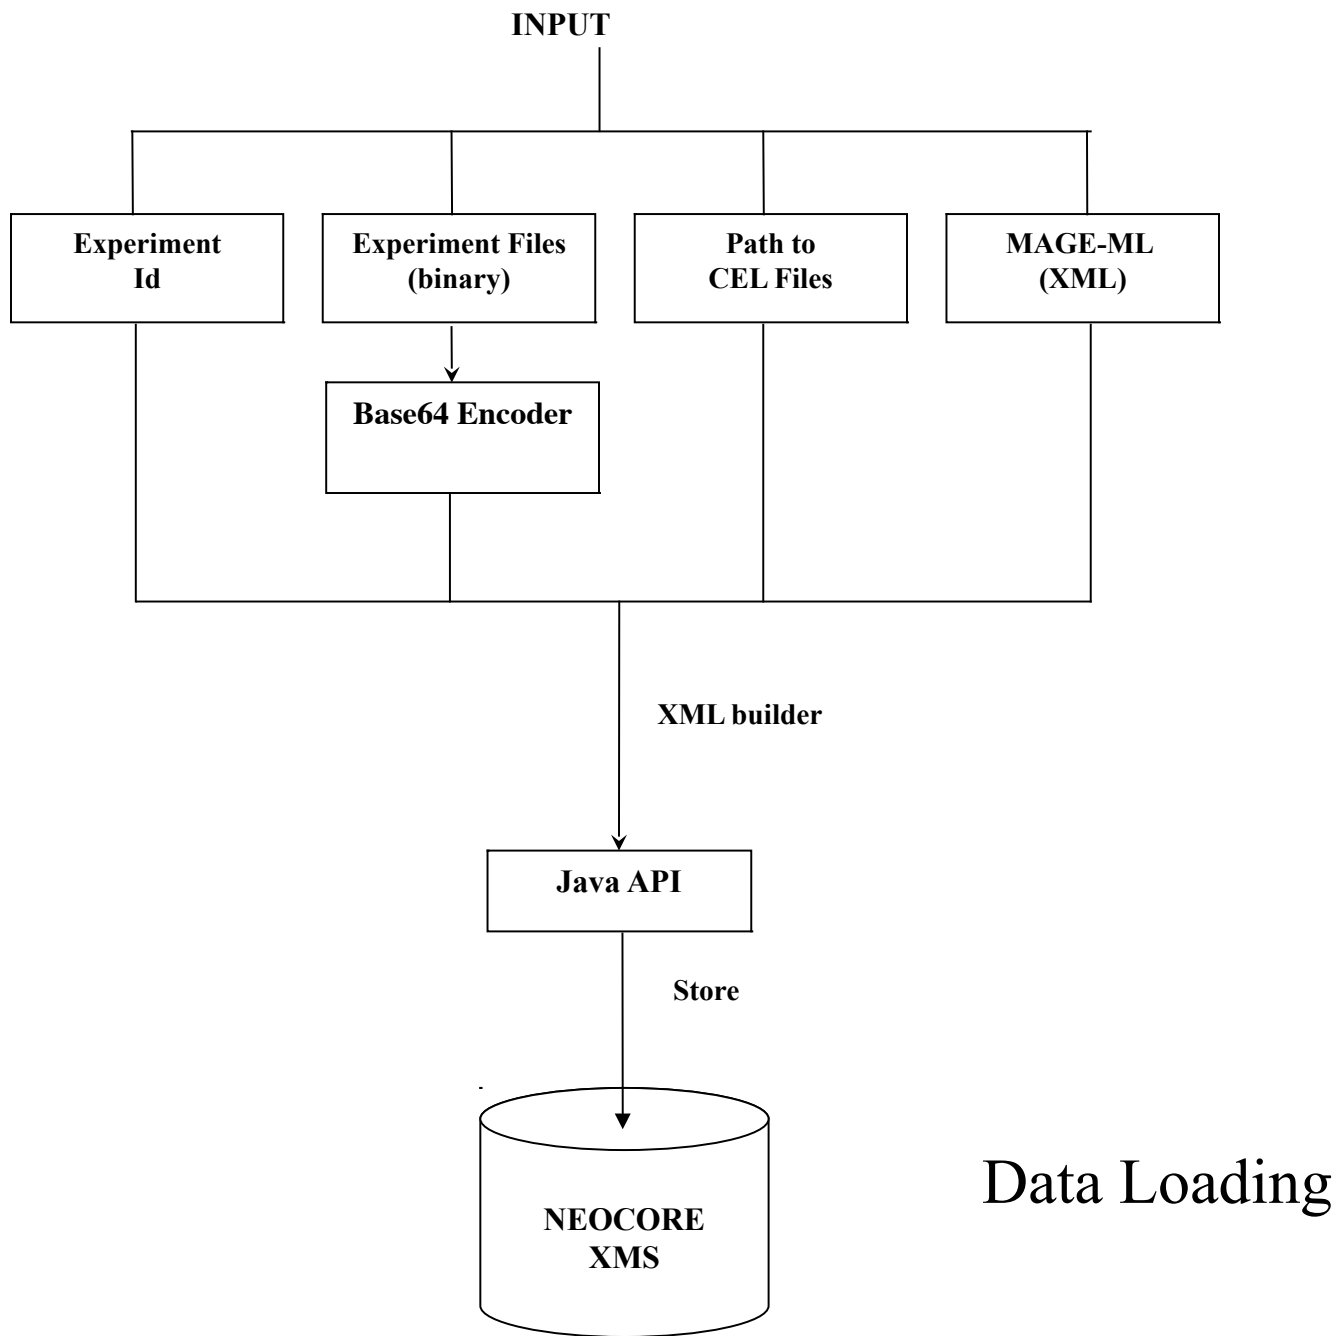 INPUT
Experiment
Id
Experiment Files
(binary)
Path to
CEL Files
MAGE-ML
(XML)
Base64 Encoder
XML builder
Java API
Store
NEOCORE
XMS
Data Loading